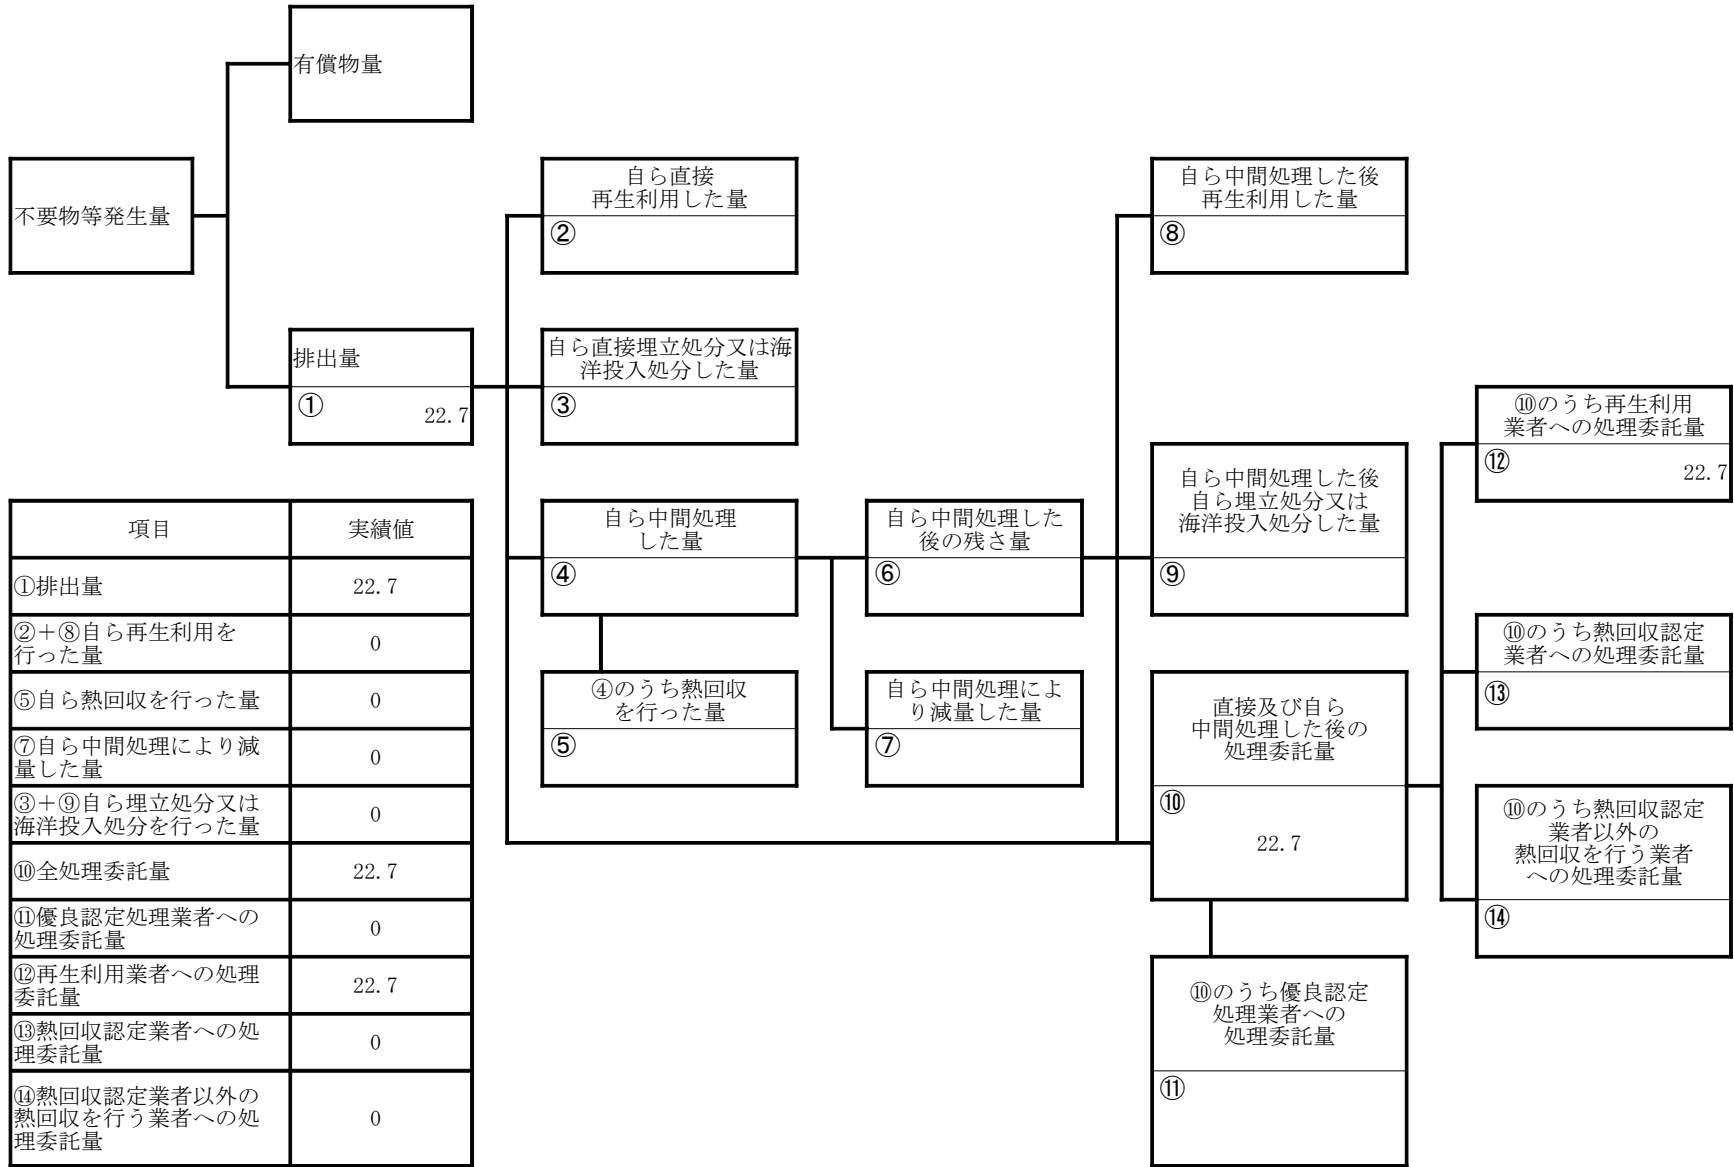 有償物量
不要物等発生量
自ら直接
再生利用した量
②
自ら中間処理した後
再生利用した量
⑧
排出量
①
22.7
自ら直接埋立処分又は海
洋投入処分した量
③
⑩のうち再生利用
業者への処理委託量
⑫
22.7
自ら中間処理した後
自ら埋立処分又は
海洋投入処分した量
⑨
自ら中間処理
した量
④
自ら中間処理した
後の残さ量
⑥
⑩のうち熱回収認定
業者への処理委託量
⑬
④のうち熱回収
を行った量
⑤
自ら中間処理によ
り減量した量
⑦
直接及び自ら
中間処理した後の
処理委託量
⑩
22.7
⑩のうち熱回収認定
業者以外の
熱回収を行う業者
への処理委託量
⑭
⑩のうち優良認定
処理業者への
処理委託量
⑪
項目 実績値
①排出量 22.7
②＋⑧自ら再生利用を
行った量 0
⑤自ら熱回収を行った量 0
⑦自ら中間処理により減
量した量 0
③＋⑨自ら埋立処分又は
海洋投入処分を行った量 0
⑩全処理委託量 22.7
⑪優良認定処理業者への
処理委託量 0
⑫再生利用業者への処理
委託量 22.7
⑬熱回収認定業者への処
理委託量 0
⑭熱回収認定業者以外の
熱回収を行う業者への処
理委託量 0